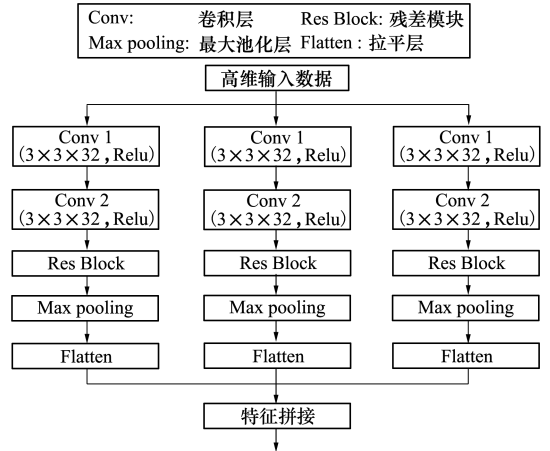 Conv: 卷积层 Res Block: 残差模块
Max pooling: 最大池化层 Flatten : 拉平层
高维输入数据
Conv 1
(3×3×32,Relu)
Conv 1
(3×3×32,Relu)
Conv 1
(3×3×32,Relu)
Conv 2
(3×3×32,Relu)
Conv 2
(3×3×32,Relu)
Conv 2
(3×3×32,Relu)
Res Block
Res Block
Res Block
Max pooling
Max pooling
Max pooling
Flatten
Flatten
Flatten
特征拼接